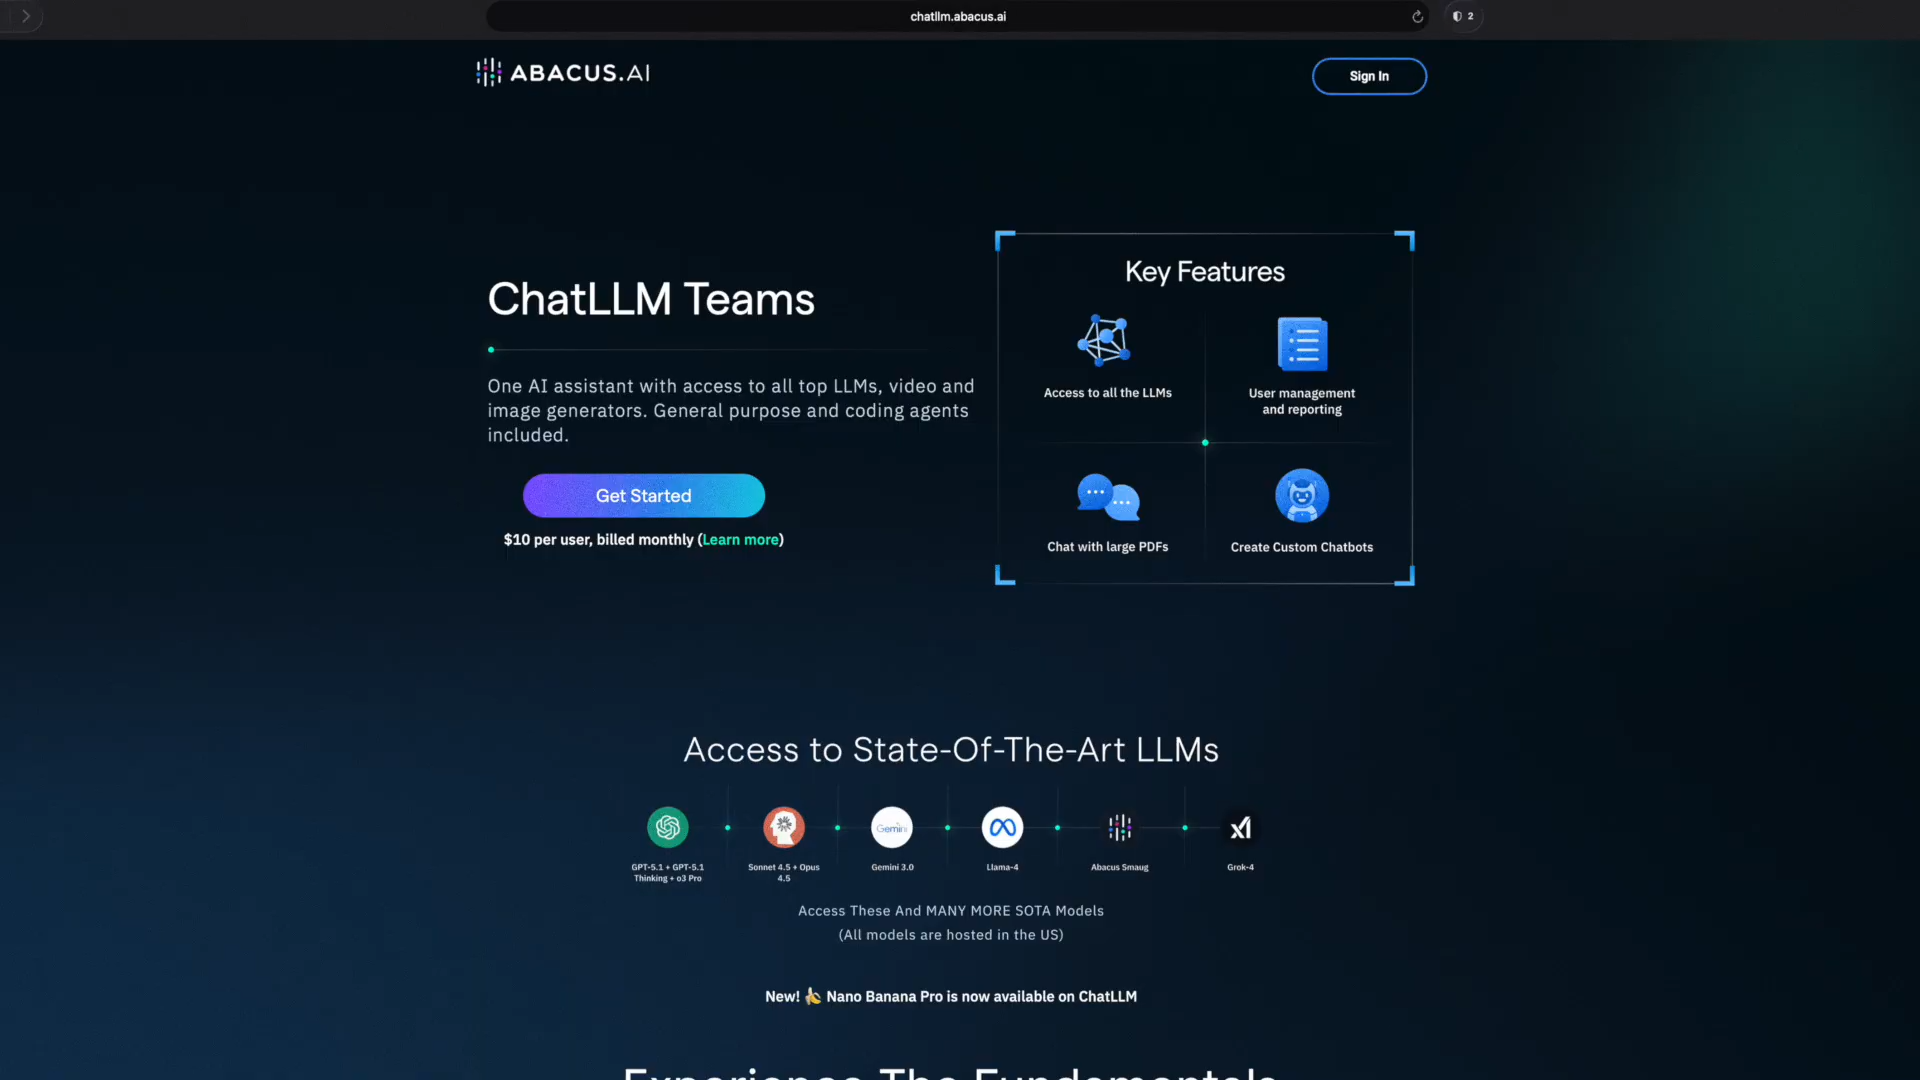 chatllm.abacus.ai
2
ABACUS.AI
Sign In
ChatLLM Teams
One AI assistant with access to all top LLMs, video and
image generators. General purpose and coding agents
included.
Get Started
$10 per user, billed monthly (Learn more)
Key Features
Access to all the LLMs
User management
and reporting
Chat with large PDFs
Create Custom Chatbots
Access to State-Of-The-Art LLMs
Gemini
GPT-5.1 + GPT-5.1
Thinking + o3 Pro
Sonnet 4.5 + Opus
4.5
Gemini 3.0
Llama-4
Abacus Smaug
Grok-4
Access These And MANY MORE SOTA Models
(All models are hosted in the US)
New! 🍌 Nano Banana Pro is now available on ChatLLM
Experience The Fundamentals